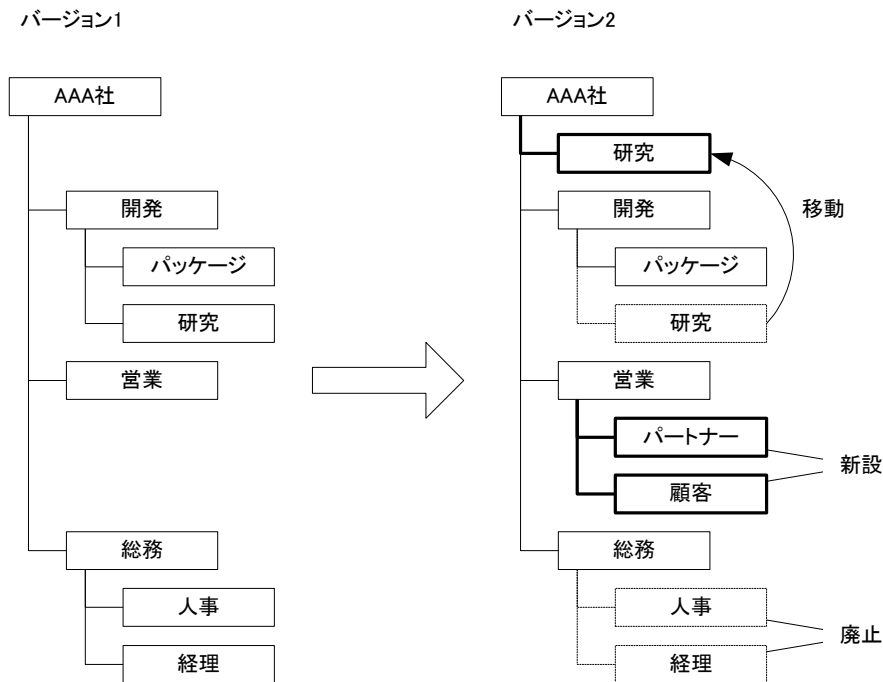 バージョン1
AAA社
開発
パッケージ
研究
営業
総務
人事
経理
バージョン2
AAA社
研究
移動
開発
パッケージ
研究
営業
パートナー
顧客
新設
総務
人事
経理
廃止